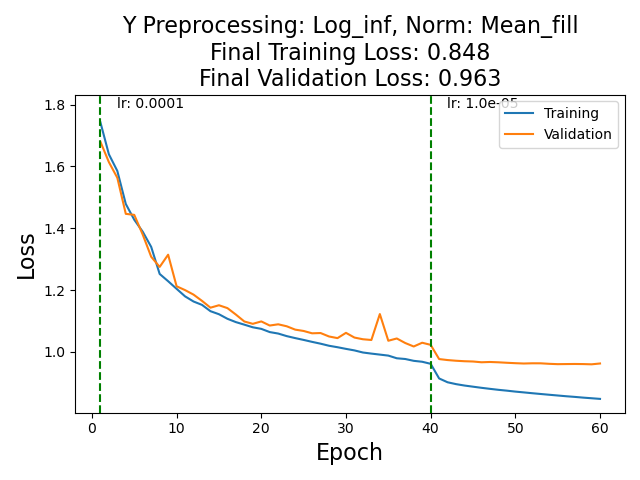 Y Preprocessing: Log_inf, Norm: Mean_fill
Final Training Loss: 0.848
Final Validation Loss: 0.963
lr: 0.0001
lr: 1.0e-05
Training
Validation
1.8
1.6
1.4
1.2
1.0
Loss
0
10
20
30
40
50
60
Epoch